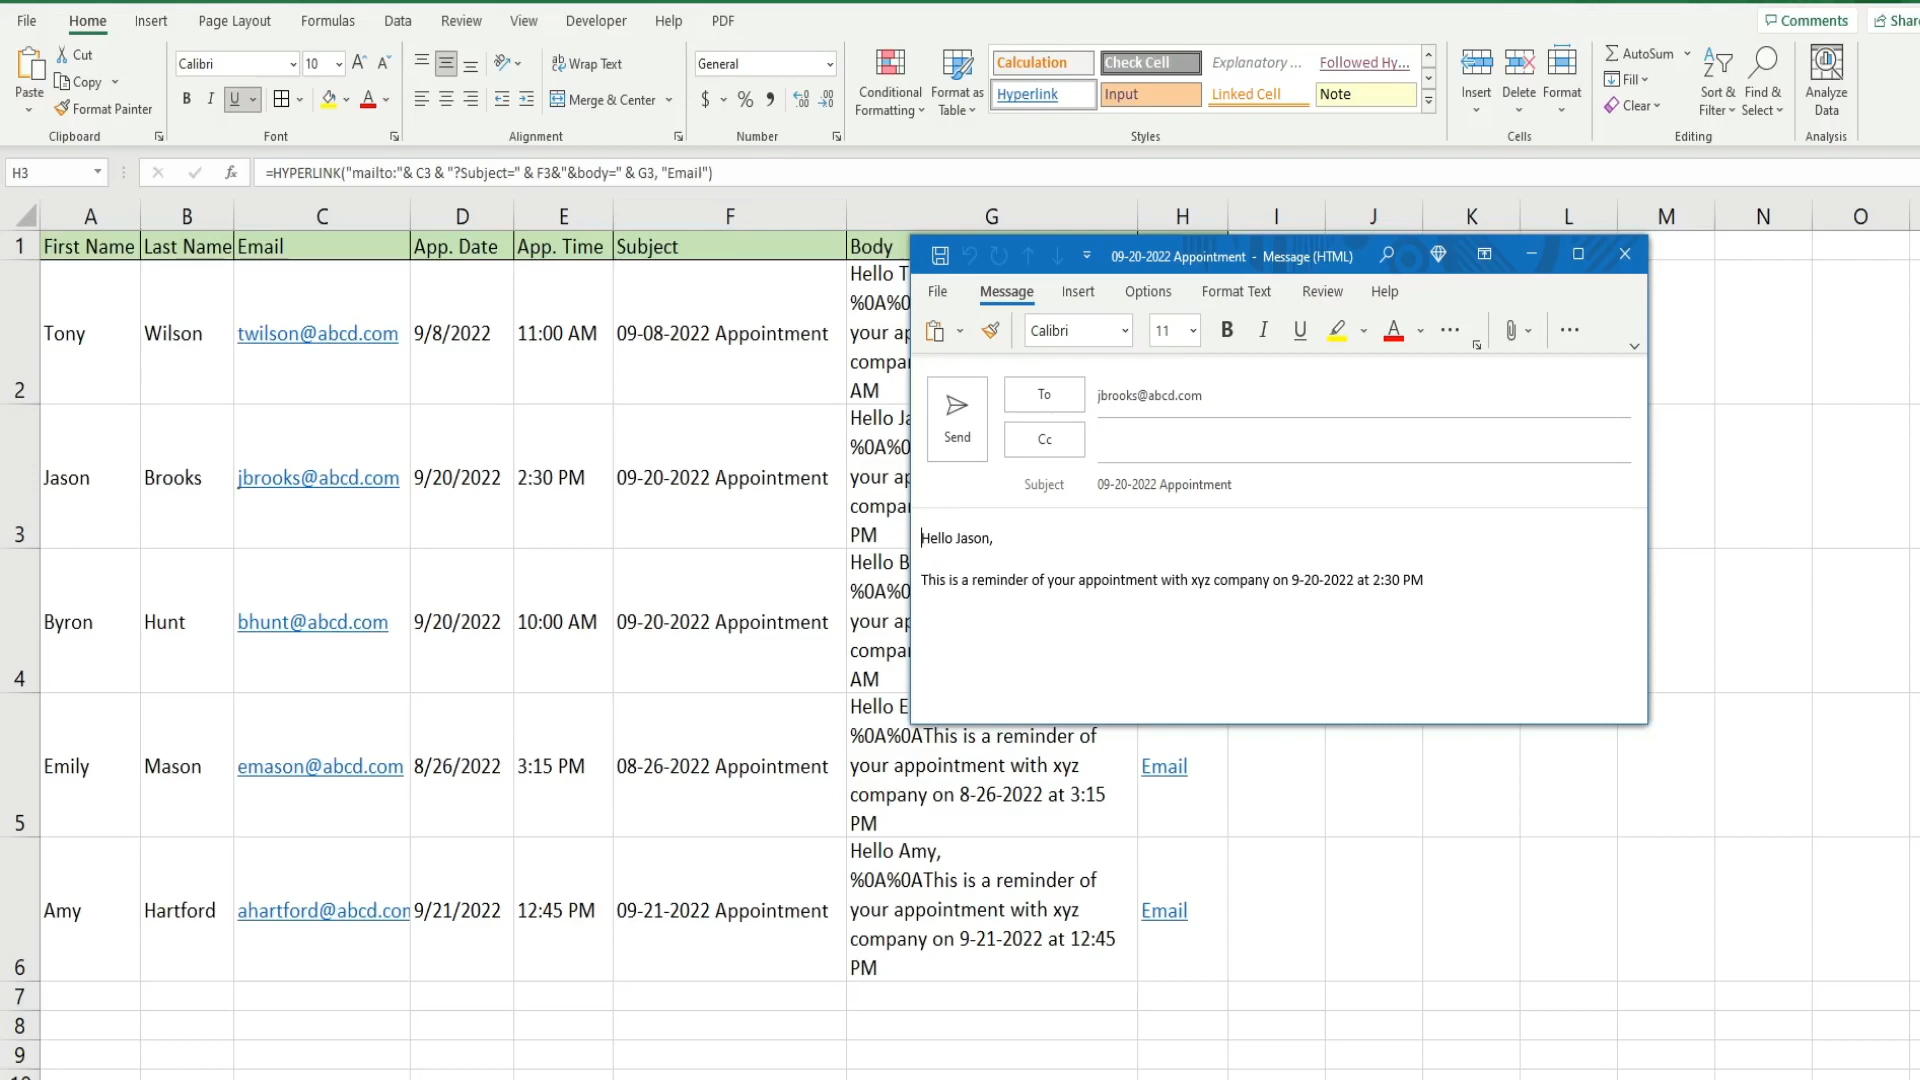 File Home Insert Page Layout Formulas Data Review View Developer Help PDF Comments Shar
Paste
Cut
Copy
Format Painter
Calibri 10
B I U
General
Wrap Text
Merge & Center
$ % ,
Conditional Formatting
Format as Table
Calculation Check Cell Explanatory ... Followed Hy...
Hyperlink Input Linked Cell Note
Insert Delete Format
AutoSum
Fill
Clear
Sort & Filter
Find & Select
Analyze Data
Clipboard Font Alignment Number Styles Cells Editing Analysis
H3 fx =HYPERLINK("mailto:"& C3 & "?Subject=" & F3&"&body=" & G3, "Email")
A B C D E F G H I J K L M N O
1 First Name Last Name Email App. Date App. Time Subject Body
2 Tony Wilson twilson@abcd.com 9/8/2022 11:00 AM 09-08-2022 Appointment
Hello T
%0A%0
your ap
compa
AM
3 Jason Brooks jbrooks@abcd.com 9/20/2022 2:30 PM 09-20-2022 Appointment
Hello Ja
%0A%0
your ap
compa
PM
4 Byron Hunt bhunt@abcd.com 9/20/2022 10:00 AM 09-20-2022 Appointment
Hello B
%0A%0
your ap
compa
AM
5 Emily Mason emason@abcd.com 8/26/2022 3:15 PM 08-26-2022 Appointment
Hello E
%0A%0AThis is a reminder of
your appointment with xyz
company on 8-26-2022 at 3:15
PM
Email
6 Amy Hartford ahartford@abcd.con 9/21/2022 12:45 PM 09-21-2022 Appointment
Hello Amy,
%0A%0AThis is a reminder of
your appointment with xyz
company on 9-21-2022 at 12:45
PM
Email
7
8
9
09-20-2022 Appointment - Message (HTML)
File Message Insert Options Format Text Review Help
Calibri 11 B I U A
Send
To jbrooks@abcd.com
Cc
Subject 09-20-2022 Appointment
Hello Jason,
This is a reminder of your appointment with xyz company on 9-20-2022 at 2:30 PM